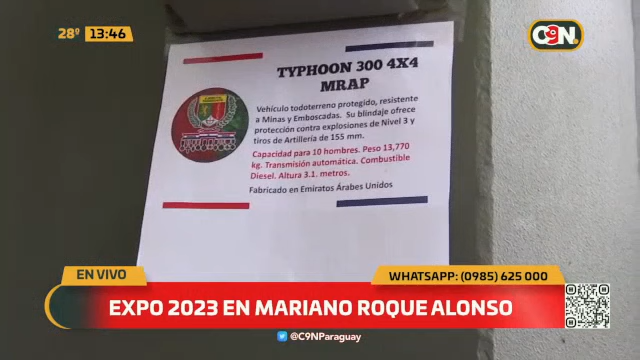 28º 13:46
C9N
TYPHOON 300 4X4
MRAP
Vehículo todoterreno protegido, resistente
a Minas y Emboscadas. Su blindaje ofrece
protección contra explosiones de Nivel 3 y
tiros de Artillería de 155 mm.
Capacidad para 10 hombres. Peso 13,770
kg. Transmisión automática. Combustible
Diesel. Altura 3.1. metros.
Fabricado en Emiratos Árabes Unidos
EN VIVO
WHATSAPP: (0985) 625 000
EXPO 2023 EN MARIANO ROQUE ALONSO
@C9NParaguay